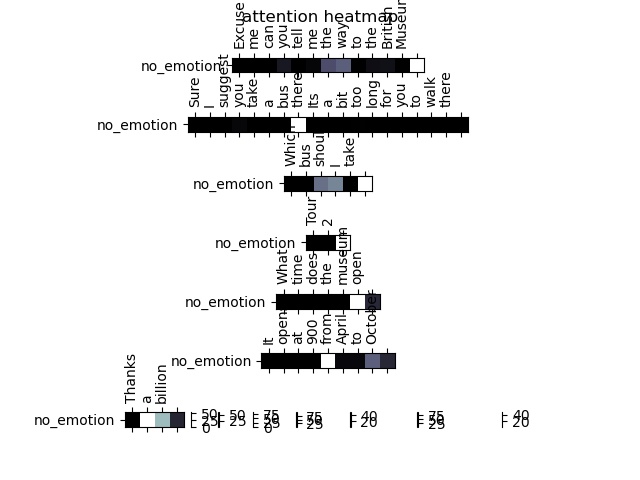 attention heatmap
Excuse me can you tell me the way to the British Museum
no_emotion
Sure I suggest you take a bus there Its a bit too long for you to walk there
no_emotion
Which bus should I take
no_emotion
Tour 2
no_emotion
What time does the museum open
no_emotion
It open at 900 from April to October
no_emotion
Thanks a billion
no_emotion
50 25 0
50 25
75 50 25 0
75 50 25
40 20
75 50 25
40 20